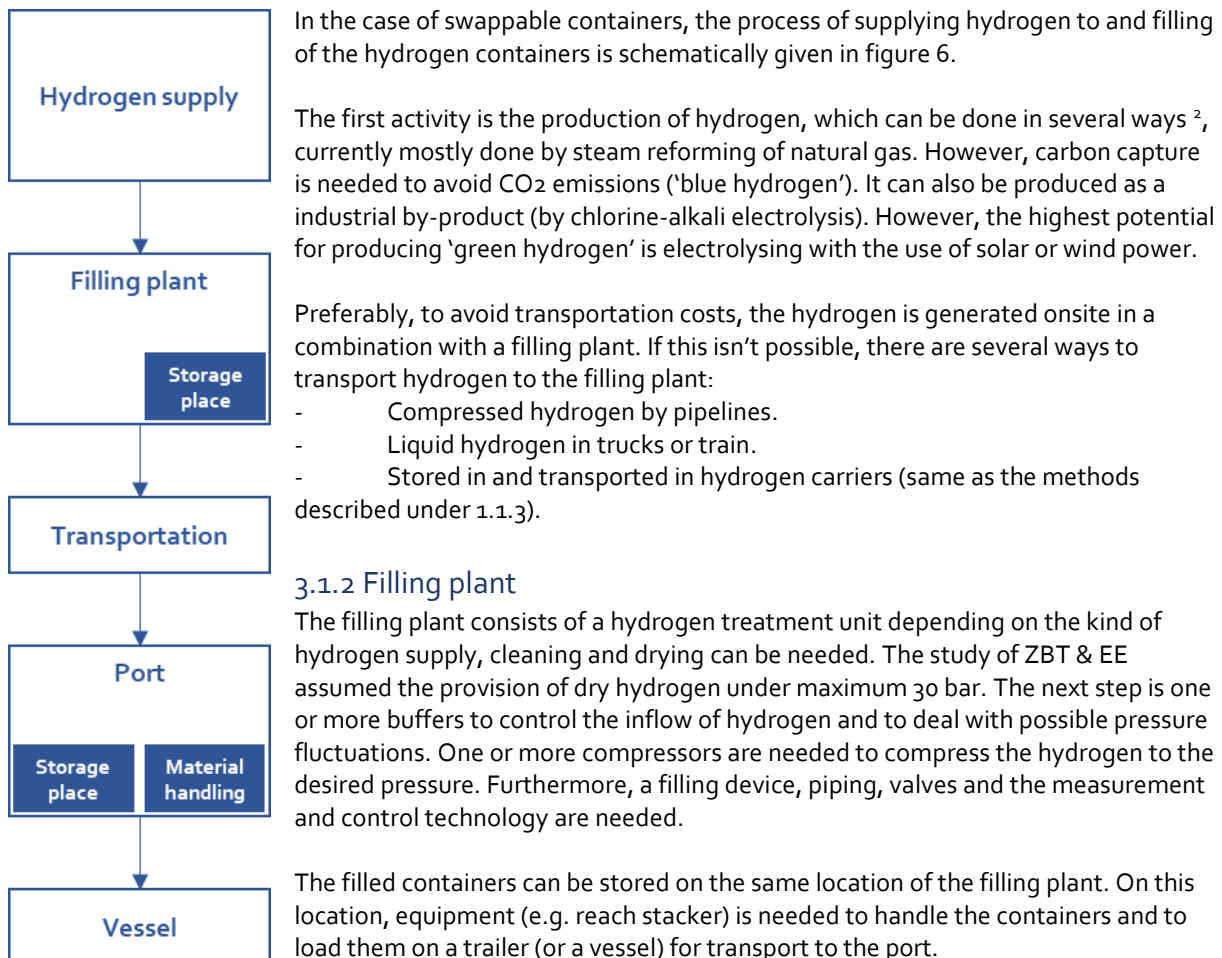 Hydrogen supply
Filling plant
Storage
place
Transportation
Port
Storage
place
Material
handling
Vessel
In the case of swappable containers, the process of supplying hydrogen to and filling
of the hydrogen containers is schematically given in figure 6.
The first activity is the production of hydrogen, which can be done in several ways ²,
currently mostly done by steam reforming of natural gas. However, carbon capture
is needed to avoid CO2 emissions (‘blue hydrogen’). It can also be produced as a
industrial by-product (by chlorine-alkali electrolysis). However, the highest potential
for producing ‘green hydrogen’ is electrolysing with the use of solar or wind power.
Preferably, to avoid transportation costs, the hydrogen is generated onsite in a
combination with a filling plant. If this isn’t possible, there are several ways to
transport hydrogen to the filling plant:
- Compressed hydrogen by pipelines.
- Liquid hydrogen in trucks or train.
- Stored in and transported in hydrogen carriers (same as the methods
described under 1.1.3).
3.1.2 Filling plant
The filling plant consists of a hydrogen treatment unit depending on the kind of
hydrogen supply, cleaning and drying can be needed. The study of ZBT & EE
assumed the provision of dry hydrogen under maximum 30 bar. The next step is one
or more buffers to control the inflow of hydrogen and to deal with possible pressure
fluctuations. One or more compressors are needed to compress the hydrogen to the
desired pressure. Furthermore, a filling device, piping, valves and the measurement
and control technology are needed.
The filled containers can be stored on the same location of the filling plant. On this
location, equipment (e.g. reach stacker) is needed to handle the containers and to
load them on a trailer (or a vessel) for transport to the port.